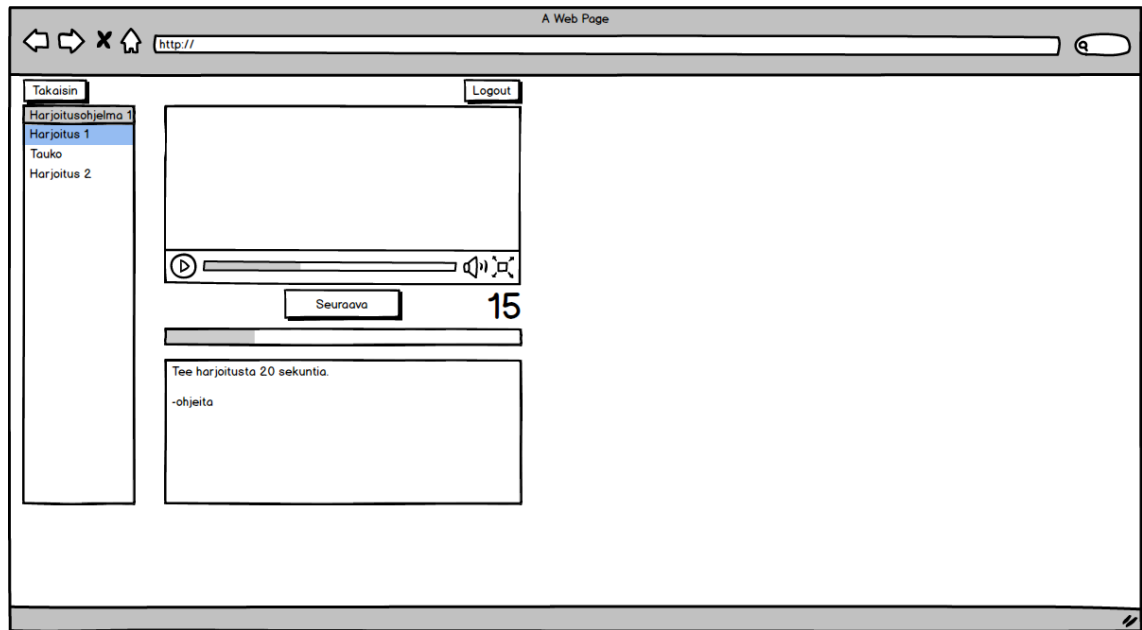 A Web Page
http://
Takaisin
Logout
Harjoitusohjelma 1
Harjoitus 1
Tauko
Harjoitus 2
Seuraava
15
Tee harjoitusta 20 sekuntia.
-ohjeita